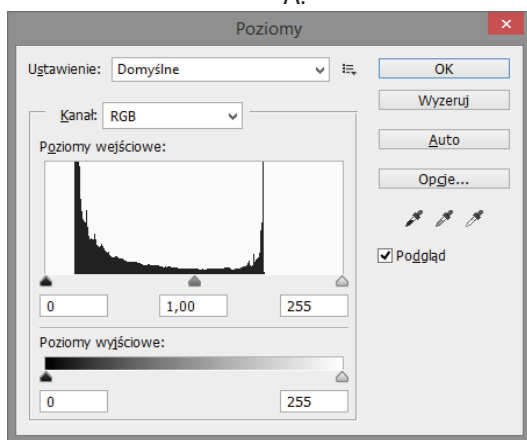 A.
Poziomy
Ustawienie: Domyślne
OK
Wyzeruj
Kanał: RGB
Auto
Poziomy wejściowe:
Opcje...
Podgląd
0 1,00 255
Poziomy wyjściowe:
0 255